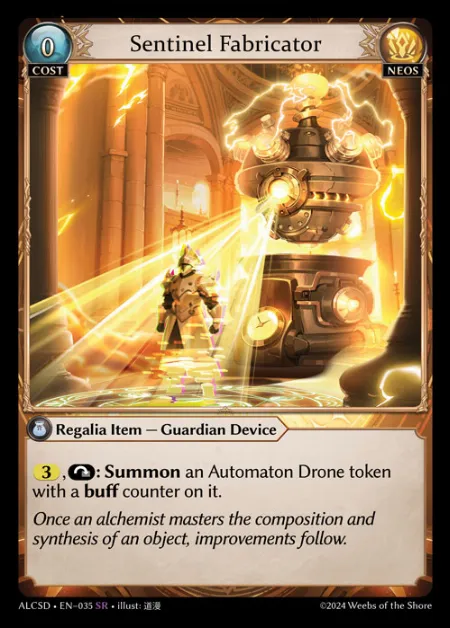 0
COST
Sentinel Fabricator
NEOS
Regalia Item — Guardian Device
3 , : Summon an Automaton Drone token
with a buff counter on it.
Once an alchemist masters the composition and
synthesis of an object, improvements follow.
ALCSD • EN-035 SR • illust: 道漫
©2024 Weebs of the Shore